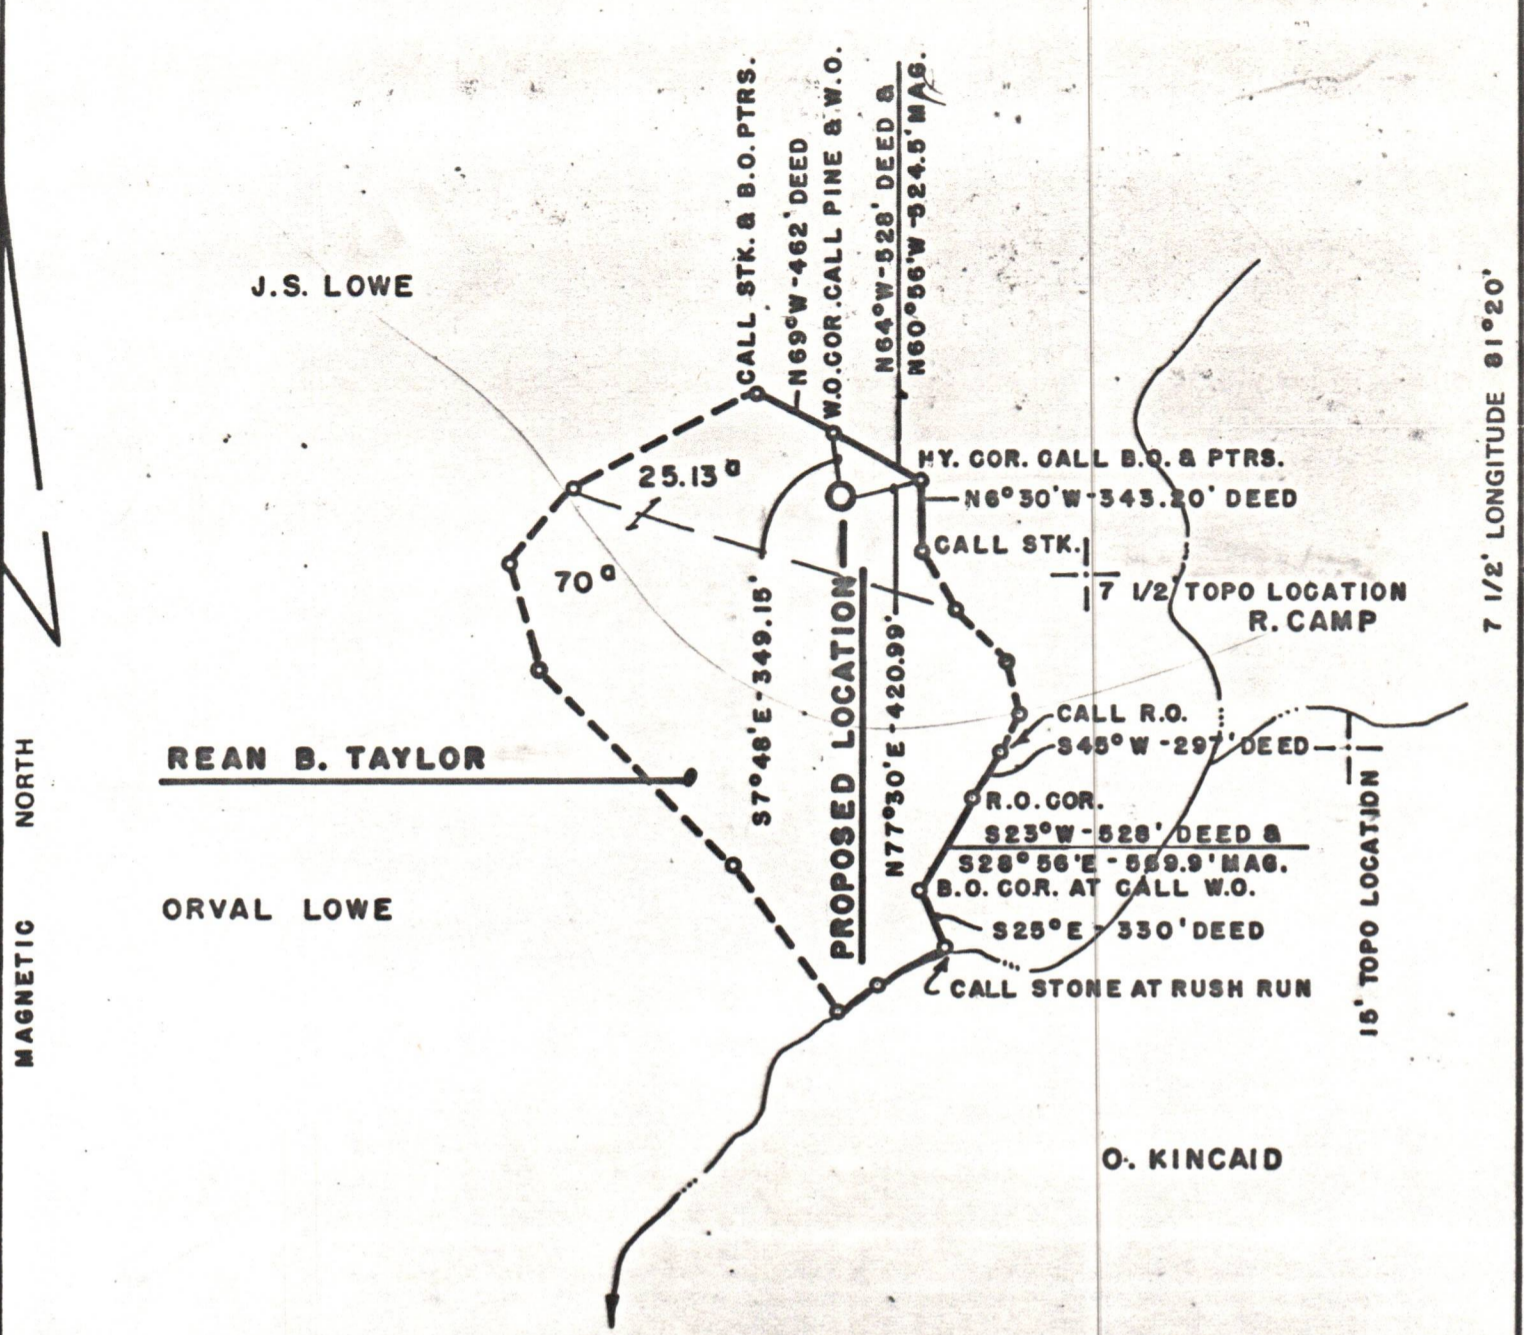 CALL STK. & B.O. PTRS.
N69°W-462' DEED
W.O. COR. CALL PINE & W.O.
N64°W-528' DEED &
N60°56'W-524.5' MAG.
J.S. LOWE
7 1/2' LONGITUDE 81°20'
25.13 a
HY. COR. CALL B.O. & PTRS.
N6°30'W-343.20' DEED
CALL STK.
70 a
7 1/2' TOPO LOCATION
R. CAMP
S7°48'E-349.15'
PROPOSED LOCATION
N77°30'E-420.99'
CALL R.O.
S45°W-297' DEED
REAN B. TAYLOR
R.O. COR.
S23°W-528' DEED &
S28°56'E-569.9' MAG.
B.O. COR. AT CALL W.O.
ORVAL LOWE
S25°E-330' DEED
CALL STONE AT RUSH RUN
15' TOPO LOCATION
MAGNETIC NORTH
O. KINCAID